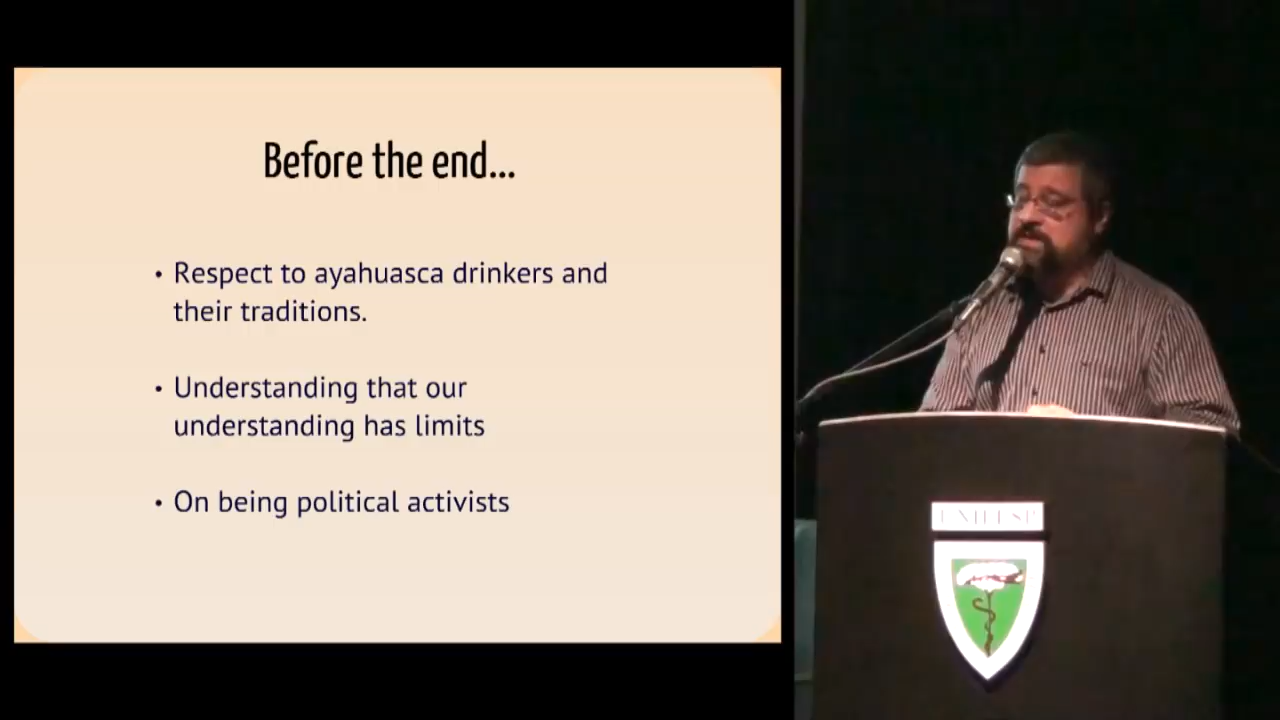 Before the end...
• Respect to ayahuasca drinkers and
their traditions.
• Understanding that our
understanding has limits
• On being political activists
UNIFESP